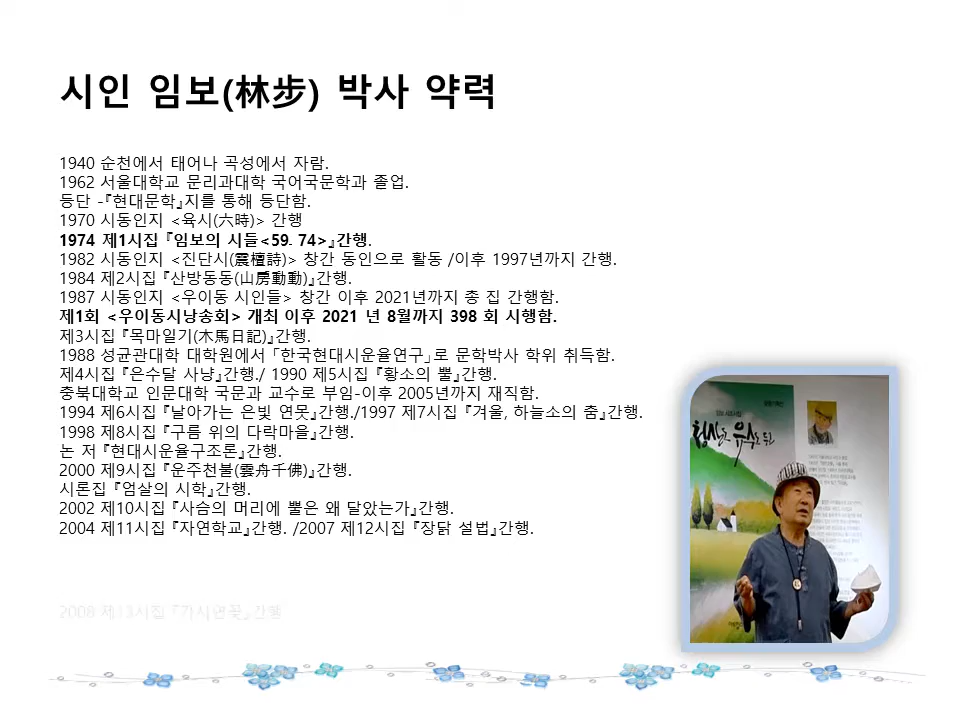 시인 임보(林步) 박사 약력
1940 순천에서 태어나 곡성에서 자람.
1962 서울대학교 문리과대학 국어국문학과 졸업.
등단 -『현대문학』지를 통해 등단함.
1970 시동인지 <육시(六時)> 간행
1974 제1시집 『임보의 시들<59. 74>』간행.
1982 시동인지 <진단시(震檀詩)> 창간 동인으로 활동 /이후 1997년까지 간행.
1984 제2시집 『산방동동(山房動動)』간행.
1987 시동인지 <우이동 시인들> 창간 이후 2021년까지 총 집 간행함.
제1회 <우이동시낭송회> 개최 이후 2021 년 8월까지 398 회 시행함.
제3시집 『목마일기(木馬日記)』간행.
1988 성균관대학 대학원에서 「한국현대시운율연구」로 문학박사 학위 취득함.
제4시집 『은수달 사냥』간행./ 1990 제5시집 『황소의 뿔』간행.
충북대학교 인문대학 국문과 교수로 부임-이후 2005년까지 재직함.
1994 제6시집 『날아가는 은빛 연못』간행./1997 제7시집 『겨울, 하늘소의 춤』간행.
1998 제8시집 『구름 위의 다락마을』간행.
논 저 『현대시운율구조론』간행.
2000 제9시집 『운주천불(雲舟千佛)』간행.
시론집 『엄살의 시학』간행.
2002 제10시집 『사슴의 머리에 뿔은 왜 달았는가』간행.
2004 제11시집 『자연학교』간행. /2007 제12시집 『장닭 설법』간행.
2008 제13시집 『가시연꽃』간행